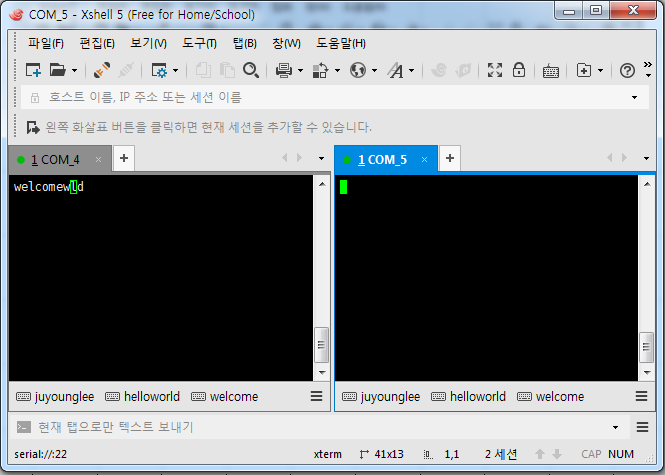 COM_5 - Xshell 5 (Free for Home/School)
파일(F) 편집(E) 보기(V) 도구(T) 탭(B) 창(W) 도움말(H)
호스트 이름, IP 주소 또는 세션 이름
왼쪽 화살표 버튼을 클릭하면 현재 세션을 추가할 수 있습니다.
1 COM_4 1 COM_5
welcomewld
juyounglee helloworld welcome juyounglee helloworld welcome
현재 탭으로만 텍스트 보내기
serial://:22 xterm 41x13 1,1 2 세션 CAP NUM